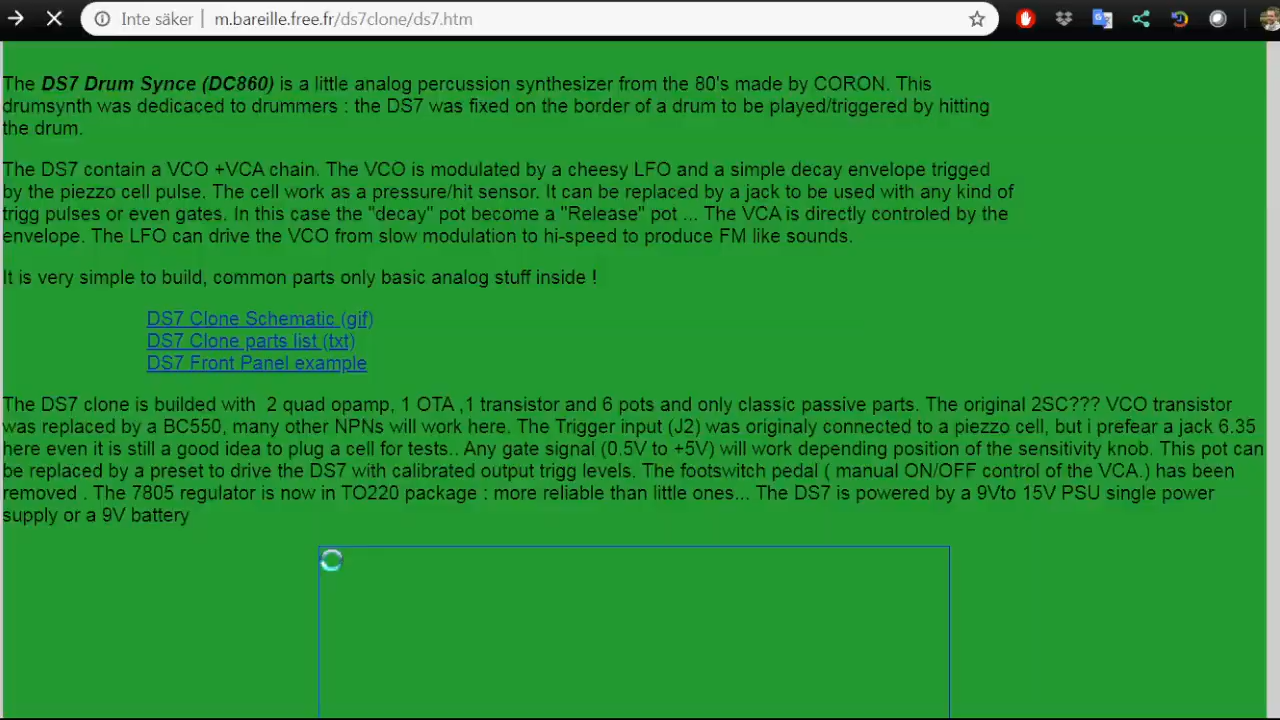 Inte säker
m.bareille.free.fr/ds7clone/ds7.htm
The DS7 Drum Synce (DC860) is a little analog percussion synthesizer from the 80's made by CORON. This
drumsynth was dedicaced to drummers : the DS7 was fixed on the border of a drum to be played/triggered by hitting
the drum.
The DS7 contain a VCO +VCA chain. The VCO is modulated by a cheesy LFO and a simple decay envelope trigged
by the piezzo cell pulse. The cell work as a pressure/hit sensor. It can be replaced by a jack to be used with any kind of
trigg pulses or even gates. In this case the "decay" pot become a "Release" pot ... The VCA is directly controled by the
envelope. The LFO can drive the VCO from slow modulation to hi-speed to produce FM like sounds.
It is very simple to build, common parts only basic analog stuff inside !
DS7 Clone Schematic (gif)
DS7 Clone parts list (txt)
DS7 Front Panel example
The DS7 clone is builded with  2 quad opamp, 1 OTA ,1 transistor and 6 pots and only classic passive parts. The original 2SC??? VCO transistor
was replaced by a BC550, many other NPNs will work here. The Trigger input (J2) was originaly connected to a piezzo cell, but i prefear a jack 6.35
here even it is still a good idea to plug a cell for tests.. Any gate signal (0.5V to +5V) will work depending position of the sensitivity knob. This pot can
be replaced by a preset to drive the DS7 with calibrated output trigg levels. The footswitch pedal ( manual ON/OFF control of the VCA.) has been
removed . The 7805 regulator is now in TO220 package : more reliable than little ones... The DS7 is powered by a 9Vto 15V PSU single power
supply or a 9V battery